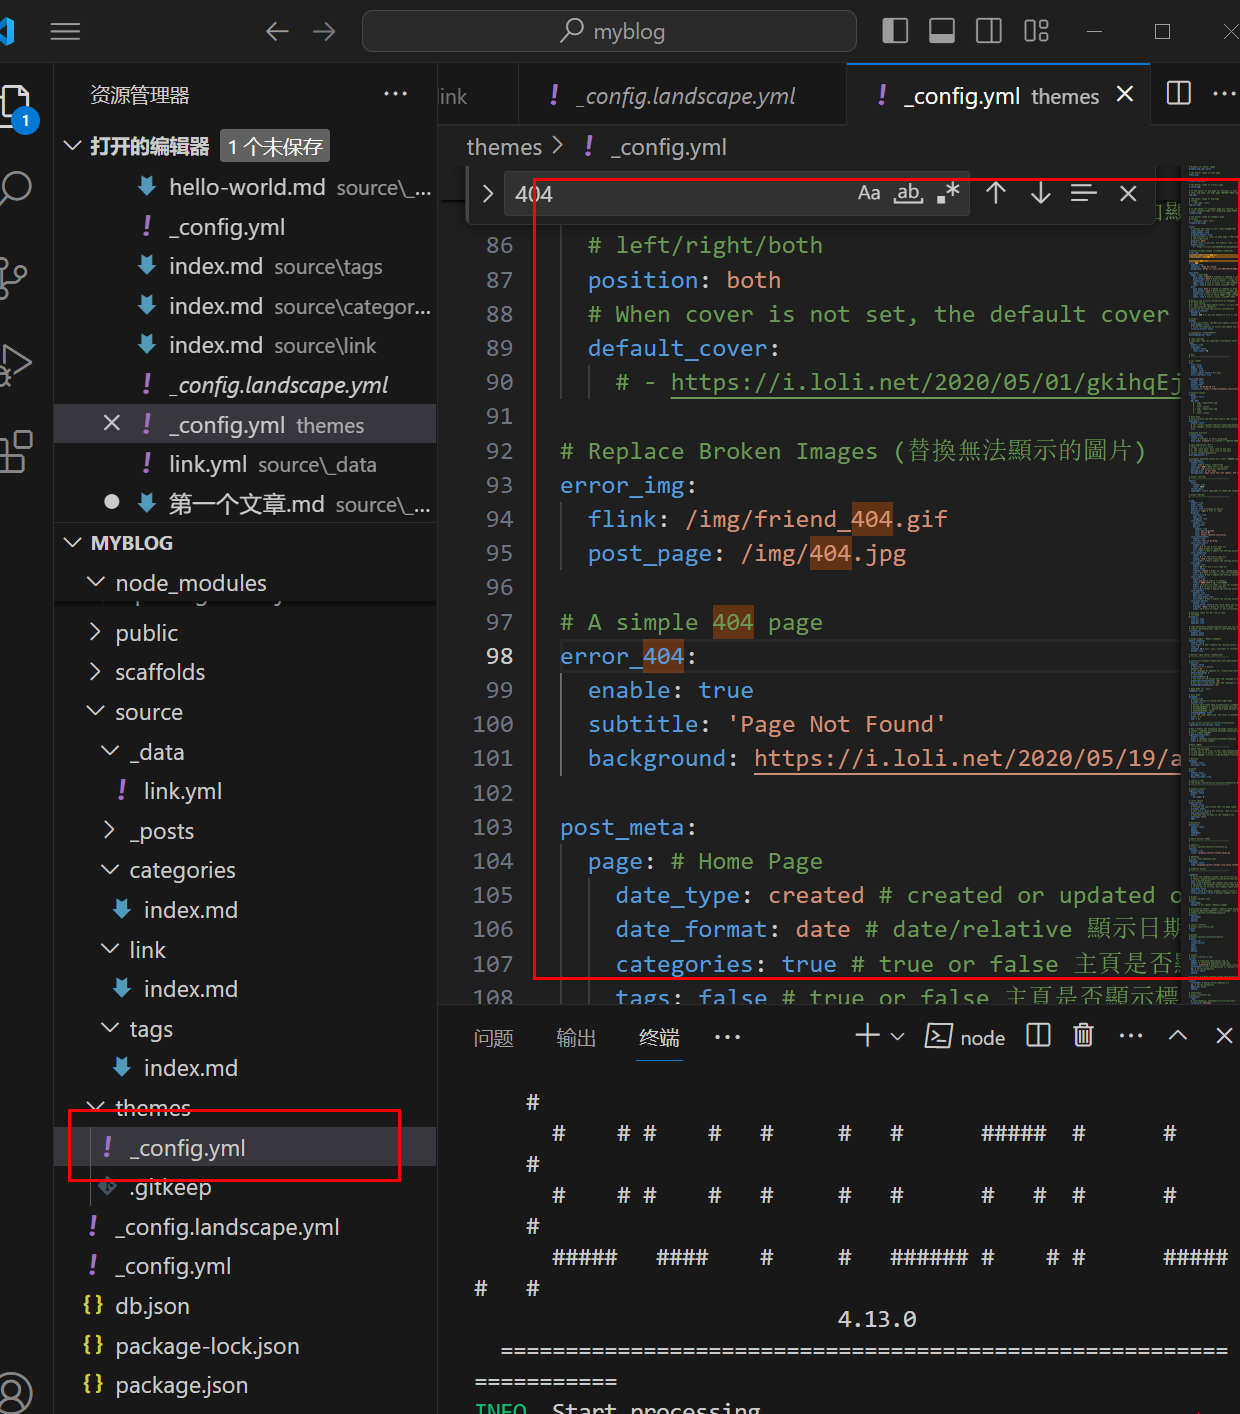 myblog
资源管理器
打开的编辑器 1 个未保存
hello-world.md source\_...
_config.yml
index.md source\tags
index.md source\categor...
index.md source\link
_config.landscape.yml
_config.yml themes
link.yml source\_data
第一个文章.md source\_...
MYBLOG
node_modules
public
scaffolds
source
_data
link.yml
_posts
categories
index.md
link
index.md
tags
index.md
themes
_config.yml
.gitkeep
_config.landscape.yml
_config.yml
db.json
package-lock.json
package.json
1
link
_config.landscape.yml
_config.yml themes
themes > _config.yml
404
Aa ab .*
86 # left/right/both
87 position: both
88 # When cover is not set, the default cover
89 default_cover:
90 # - https://i.loli.net/2020/05/01/gkihqEj
91
92 # Replace Broken Images (替換無法顯示的圖片)
93 error_img:
94 flink: /img/friend_404.gif
95 post_page: /img/404.jpg
96
97 # A simple 404 page
98 error_404:
99 enable: true
100 subtitle: 'Page Not Found'
101 background: https://i.loli.net/2020/05/19/a
102
103 post_meta:
104 page: # Home Page
105 date_type: created # created or updated o
106 date_format: date # date/relative 顯示日期
107 categories: true # true or false 主頁是否
108 tags: false # true or false 主頁是否顯示標
问题 输出 终端 ... node
#
# # # # # # # ##### # #
#
# # # # # # # # # # #
#
##### #### # # ###### # # # #####
# #
4.13.0
========================================================
===========
INFO Start processing